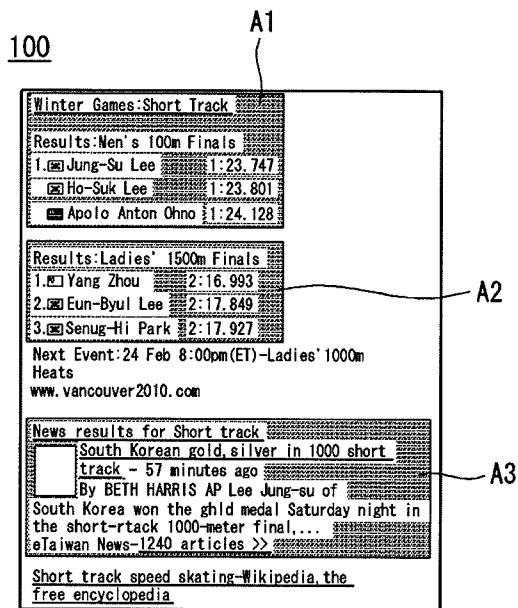 A1
100
Winter Games:Short Track
Results:Men's 100m Finals
1. Jung-Su Lee 1:23.747
Ho-Suk Lee 1:23.801
Apolo Anton Ohno 1:24.128
Results:Ladies' 1500m Finals
1. Yang Zhou 2:16.993
2. Eun-Byul Lee 2:17.849
3. Senug-Hi Park 2:17.927
A2
Next Event:24 Feb 8:00pm(ET)-Ladies'1000m
Heats
www.vancouver2010.com
News results for Short track
South Korean gold,silver in 1000 short
track - 57 minutes ago
A3
By BETH HARRIS AP Lee Jung-su of
South Korea won the ghld medal Saturday night in
the short-rtack 1000-meter final,...
eTaiwan News-1240 articles >>
Short track speed skating-Wikipedia,the
free encyclopedia